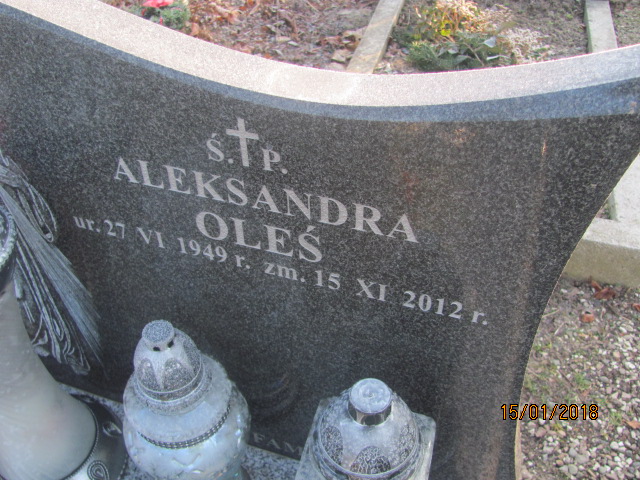 Ś. P.
ALEKSANDRA
OLEŚ
ur. 27 VI 1949 r. zm. 15 XI 2012 r.
15/01/2018